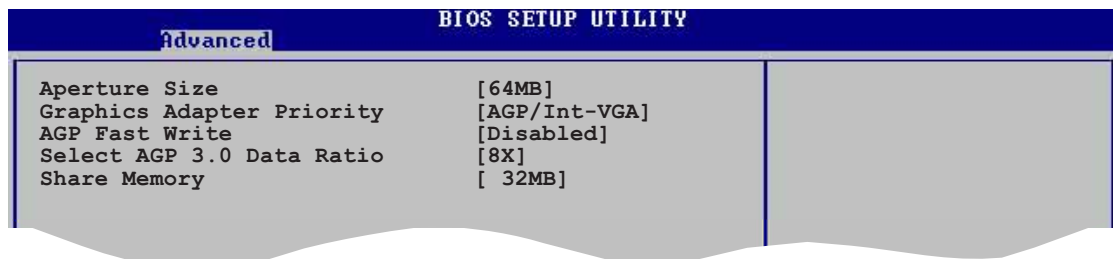 BIOS SETUP UTILITY
Advanced
Aperture Size [64MB]
Graphics Adapter Priority [AGP/Int-VGA]
AGP Fast Write [Disabled]
Select AGP 3.0 Data Ratio [8X]
Share Memory [ 32MB]